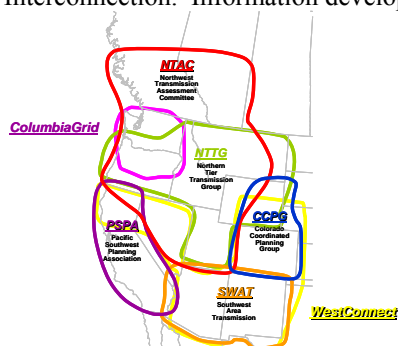 Interconnection. Information develop
NTAC
Northwest
Transmission
Assessment
Committee
ColumbiaGrid
NTTG
Northern
Tier
Transmission
Group
CCPG
Colorado
Coordinated
Planning
Group
PSPA
Pacific
Southwest
Planning
Association
SWAT
Southwest
Area
Transmission
WestConnect